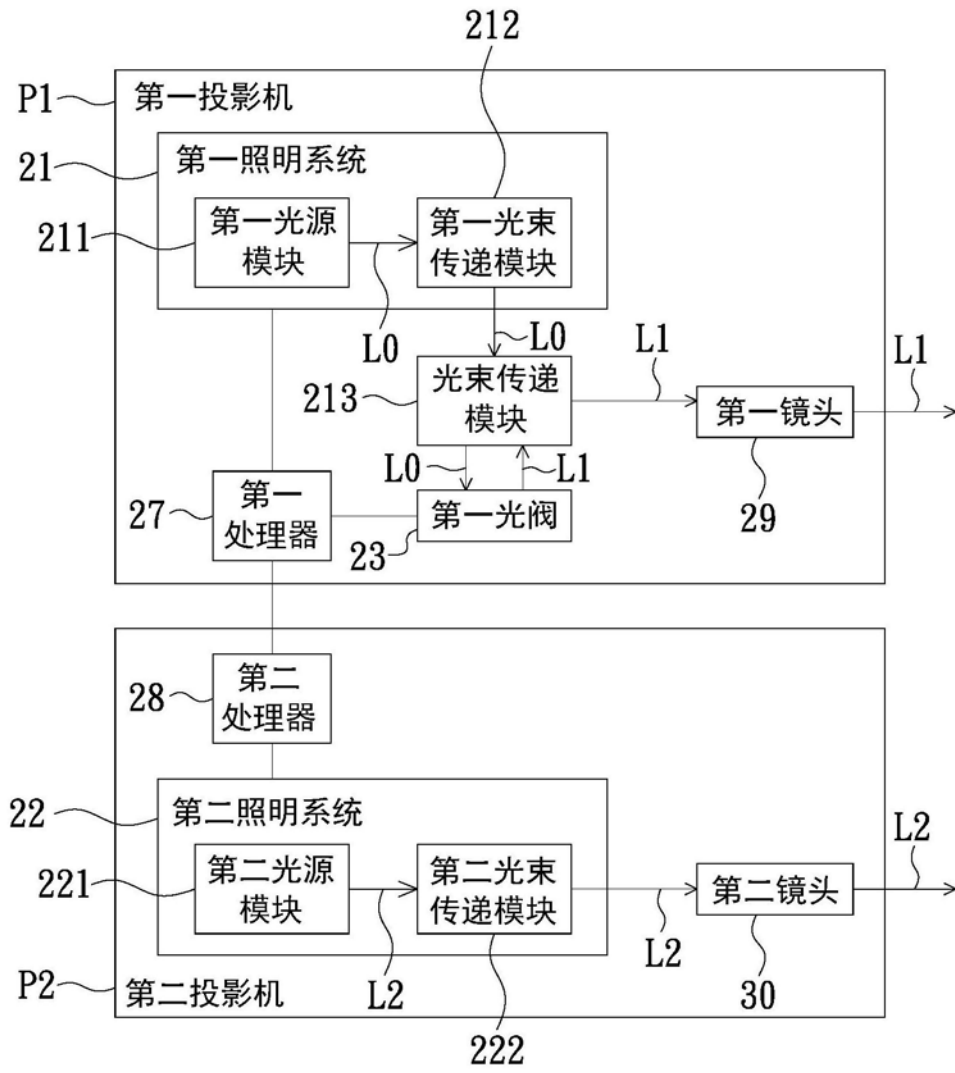 212
P1
第一投影机
21
第一照明系统
211
第一光源
模块
第一光束
传递模块
L0
L0
213
光束传递
模块
L1
第一镜头
L1
29
L0
L1
27
第一
处理器
23
第一光阀
28
第二
处理器
22
第二照明系统
221
第二光源
模块
第二光束
传递模块
L2
L2
第二镜头
L2
30
P2
第二投影机
222